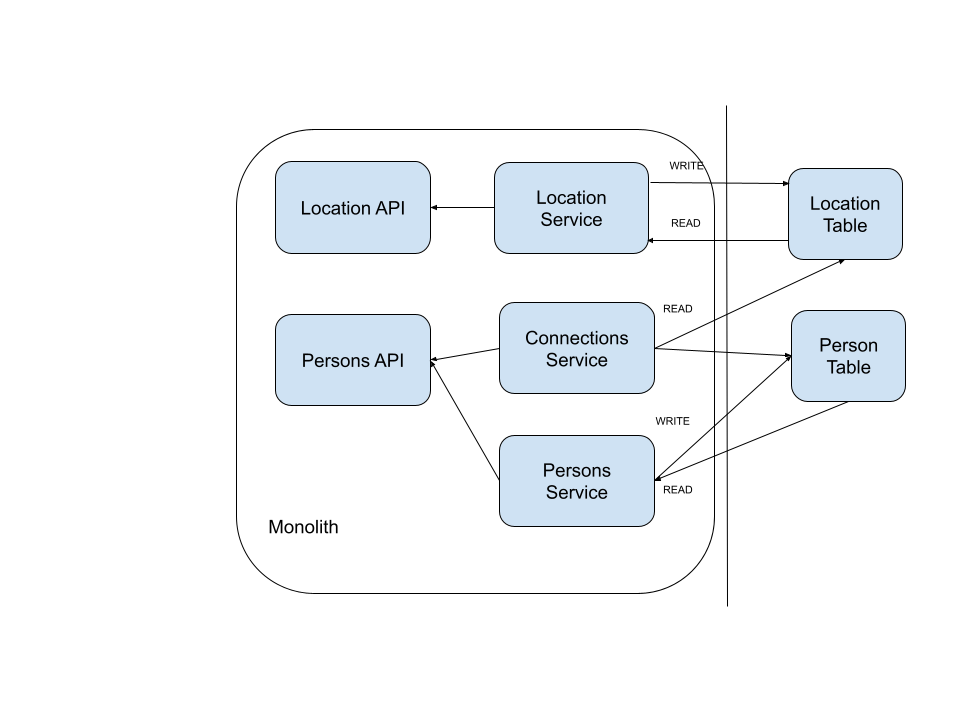 WRITE
Location API
Location
Service
Location
Table
READ
READ
Persons API
Connections
Service
Person
Table
WRITE
Persons
Service
READ
Monolith